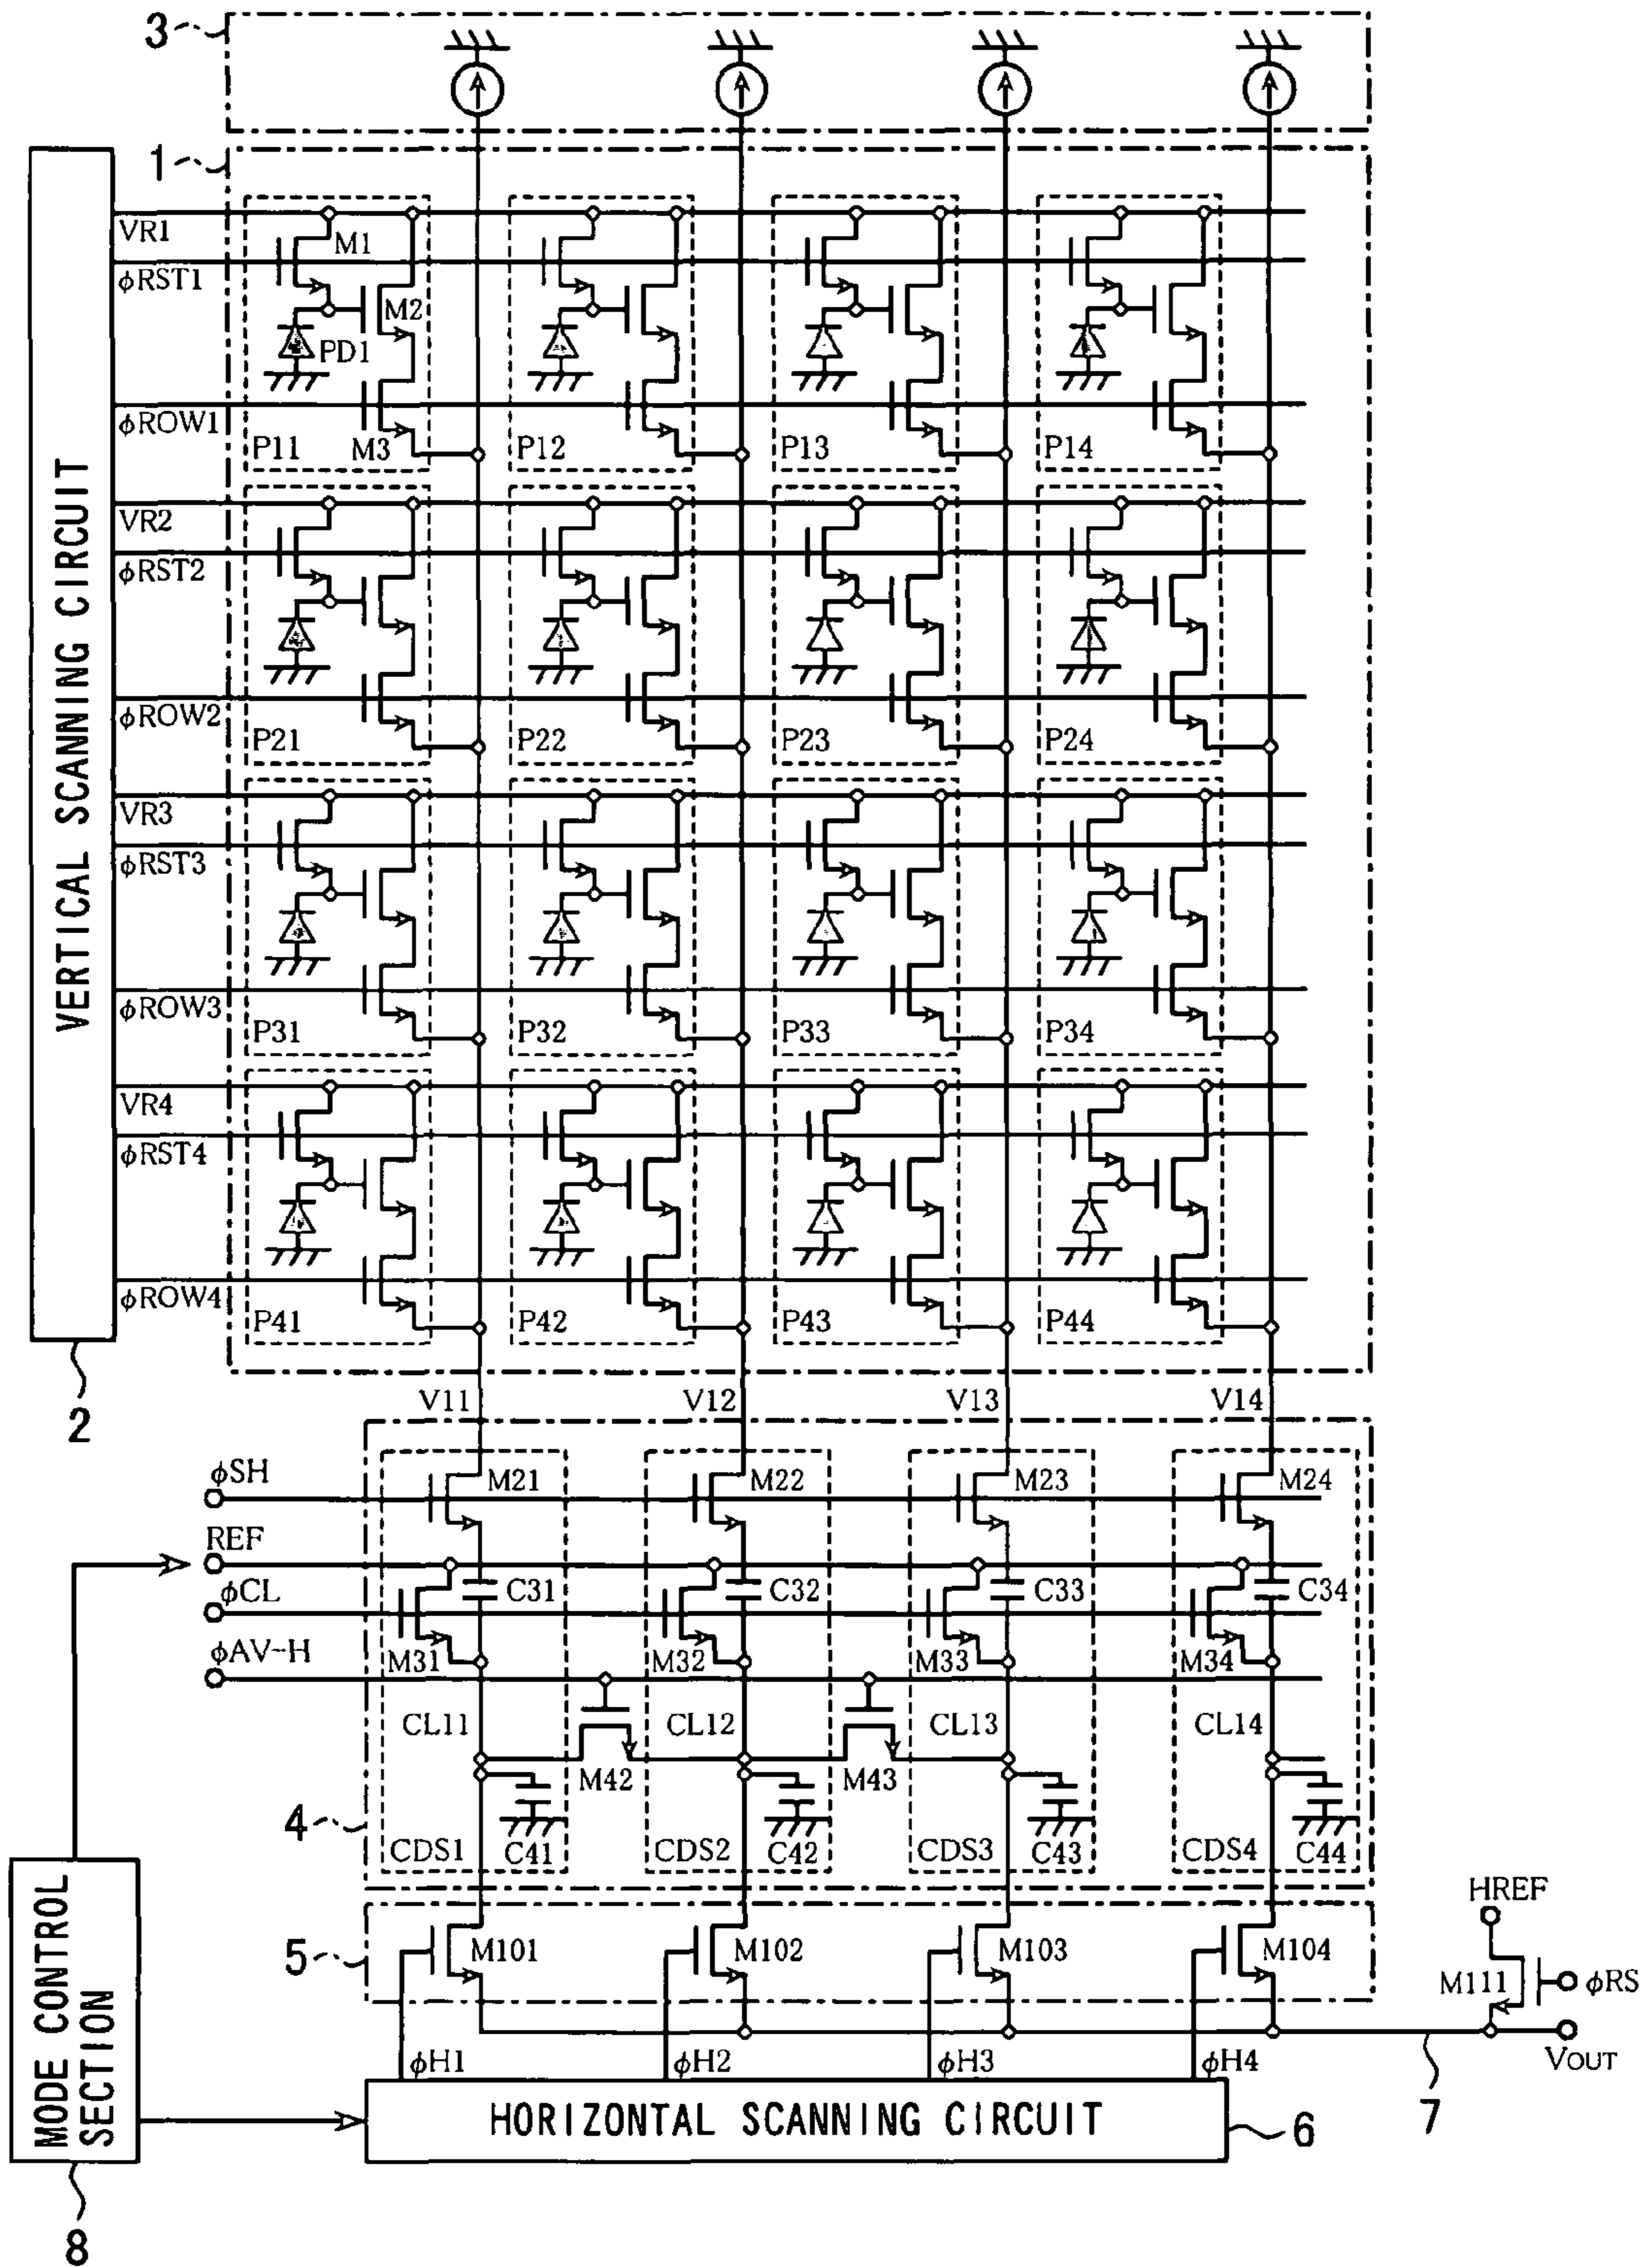 3
1
VERTICAL SCANNING CIRCUIT
VR1
M1
φRST1
M2
PD1
φROW1
P11 M3 P12 P13 P14
VR2
φRST2
φROW2
P21 P22 P23 P24
VR3
φRST3
φROW3
P31 P32 P33 P34
VR4
φRST4
φROW4
P41 P42 P43 P44
2
V11 V12 V13 V14
φSH
M21 M22 M23 M24
REF
φCL
C31 C32 C33 C34
φAV-H
M31 M32 M33 M34
CL11 CL12 CL13 CL14
M42 M43
4
CDS1 C41 CDS2 C42 CDS3 C43 CDS4 C44
HREF
5
M101 M102 M103 M104
M111 φRS
VOUT
φH1 φH2 φH3 φH4
7
MODE CONTROL
SECTION
HORIZONTAL SCANNING CIRCUIT
6
8